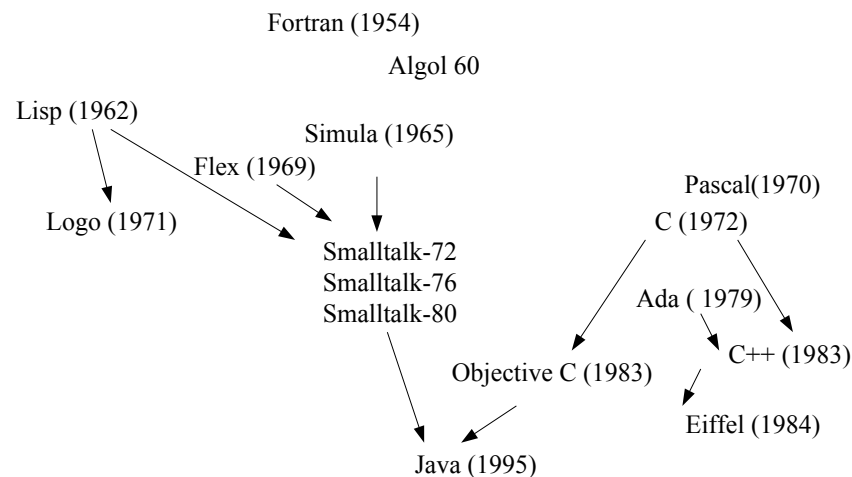 Fortran (1954)
Algol 60
Lisp (1962)
Simula (1965)
Flex (1969)
Pascal(1970)
Logo (1971)
C (1972)
Smalltalk-72
Smalltalk-76
Smalltalk-80
Ada ( 1979)
C++ (1983)
Objective C (1983)
Eiffel (1984)
Java (1995)